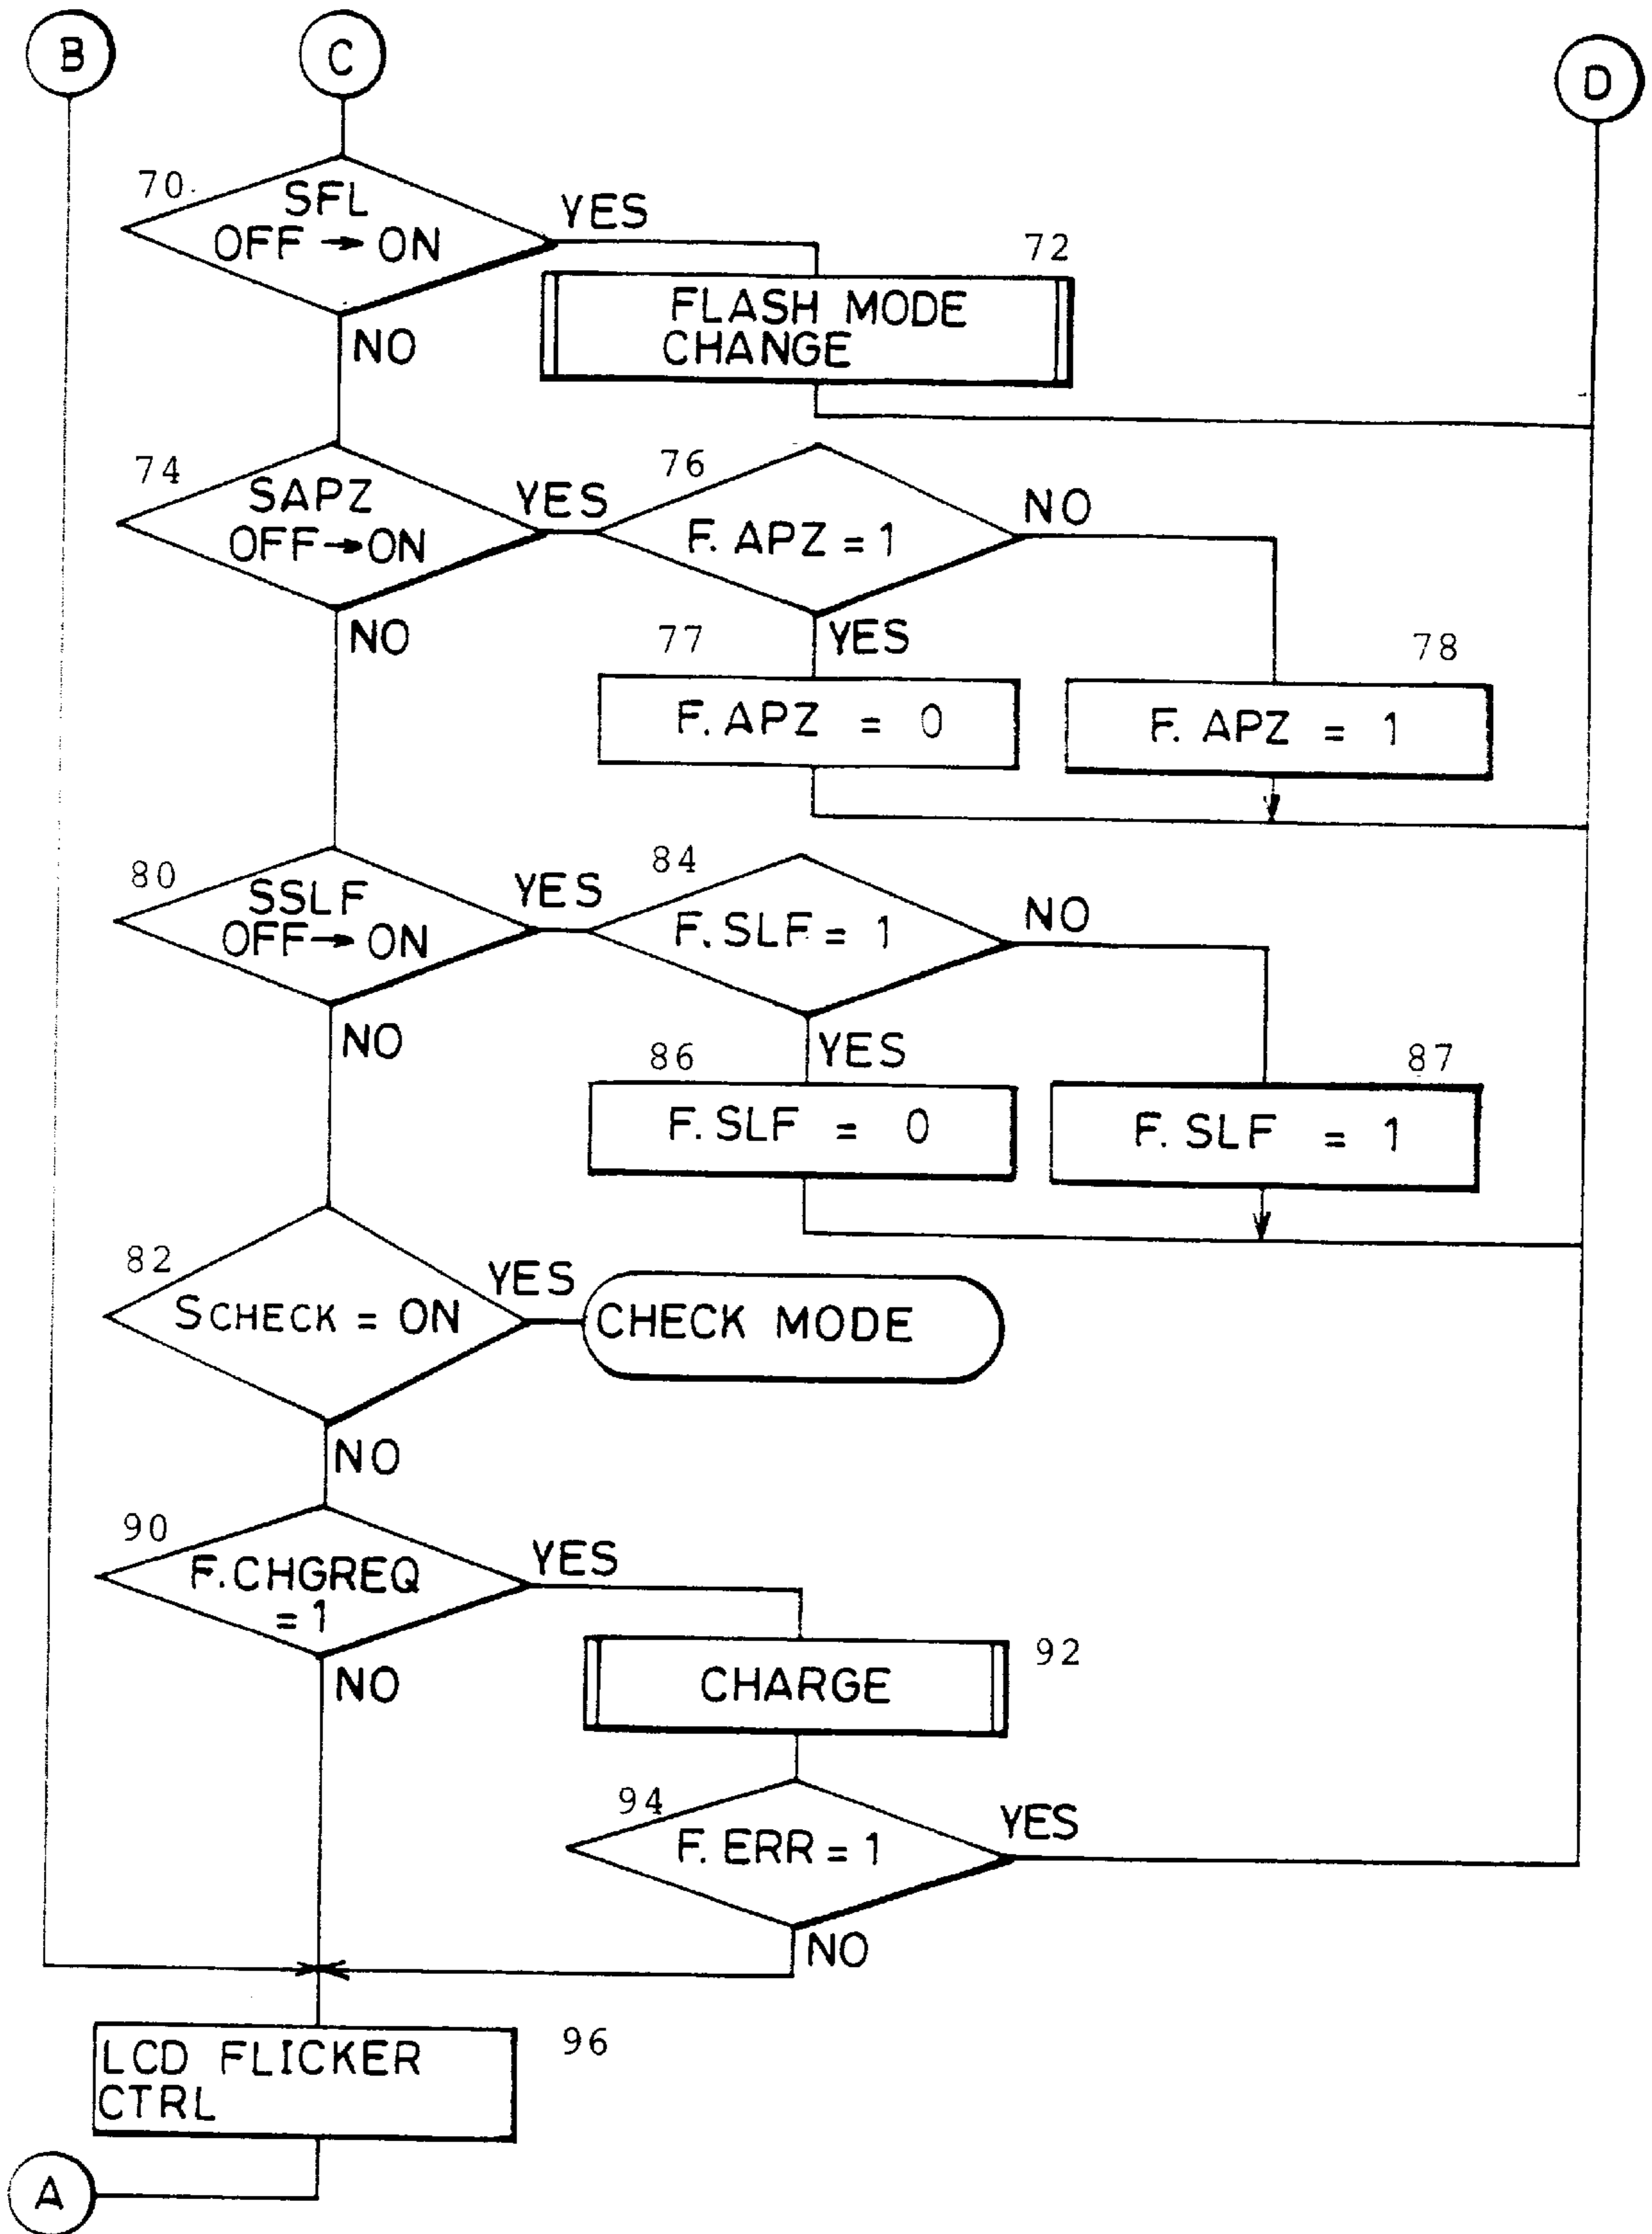 B
C
D
70
SFL
OFF → ON
YES
72
FLASH MODE
CHANGE
NO
74
SAPZ
OFF → ON
YES
76
F. APZ = 1
NO
NO
77
YES
78
F. APZ = 0
F. APZ = 1
80
SSLF
OFF → ON
YES
84
F. SLF = 1
NO
NO
86
YES
87
F. SLF = 0
F. SLF = 1
82
SCHECK = ON
YES
CHECK MODE
NO
90
F.CHGREQ
= 1
YES
NO
CHARGE
92
94
F. ERR = 1
YES
NO
LCD FLICKER
CTRL
96
A